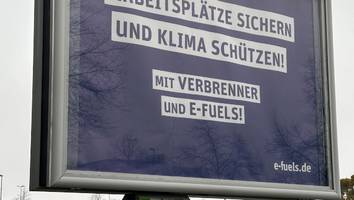 ARBEITSPLÄTZE SICHERN
UND KLIMA SCHÜTZEN!
MIT VERBRENNER
UND E-FUELS!
e-fuels.de